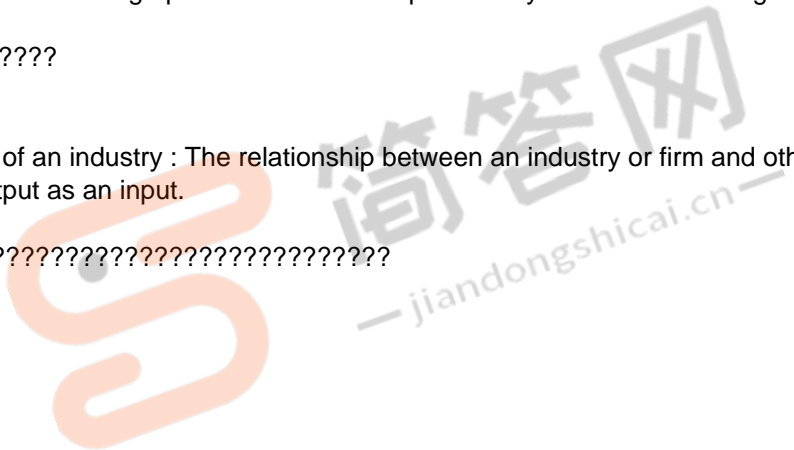 ????
of an industry : The relationship between an industry or firm and oth
tput as an input.
???????????????????????????
简答网
— jiandongshicai.cn —